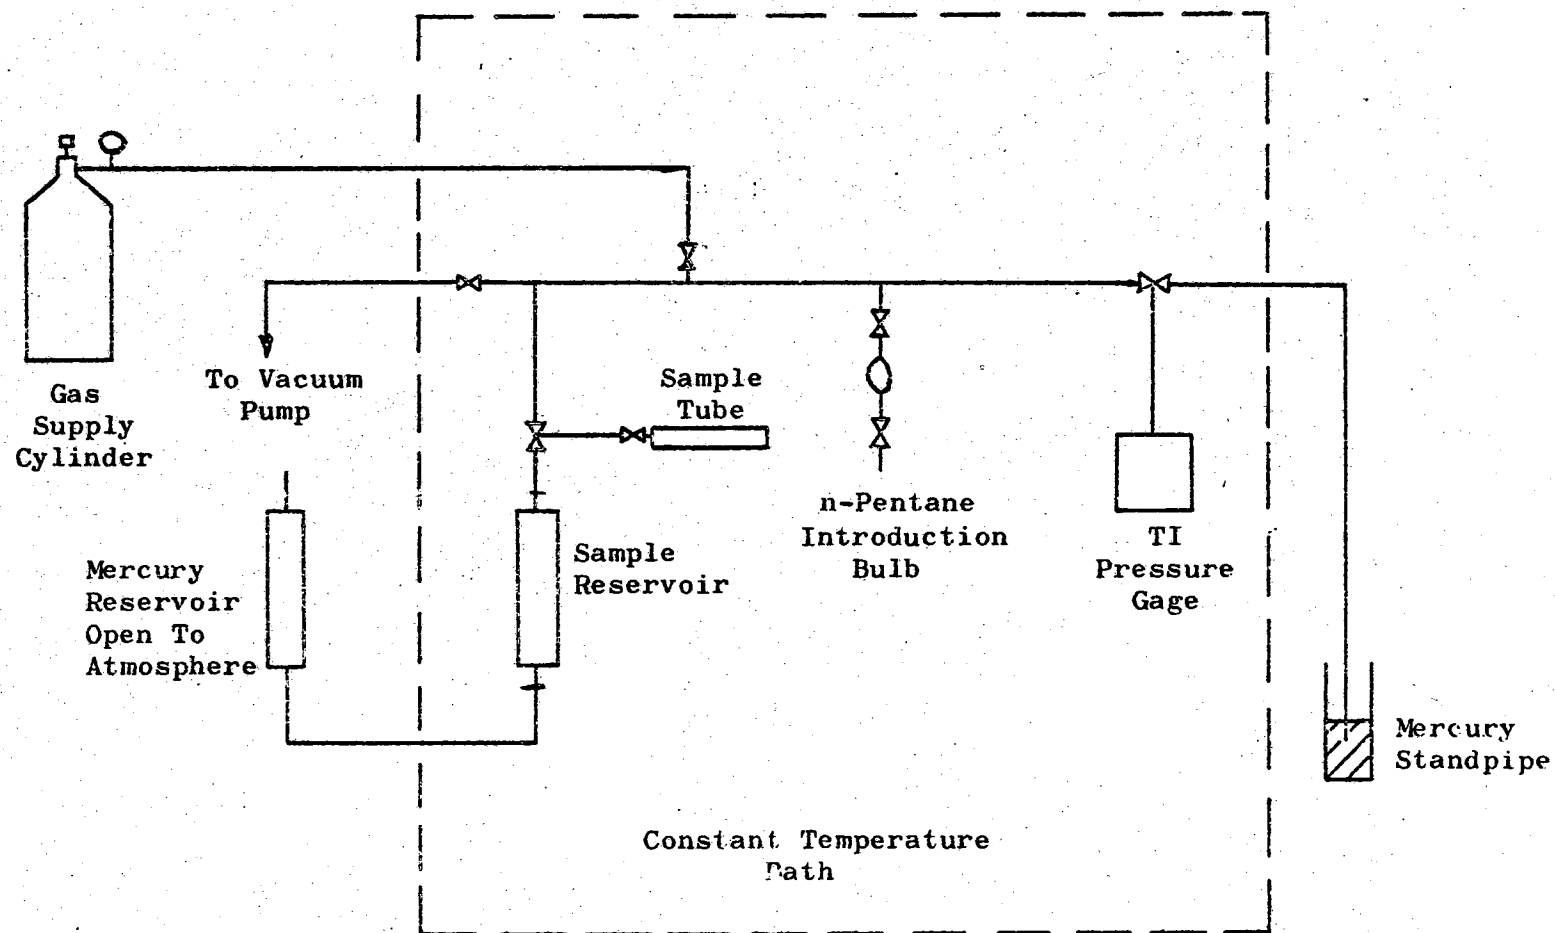 Gas
Supply
Cylinder
To Vacuum
Pump
Sample
Tube
n-Pentane
Introduction
Bulb
TI
Pressure
Gage
Mercury
Reservoir
Open To
Atmosphere
Sample
Reservoir
Mercury
Standpipe
Constant Temperature
Bath